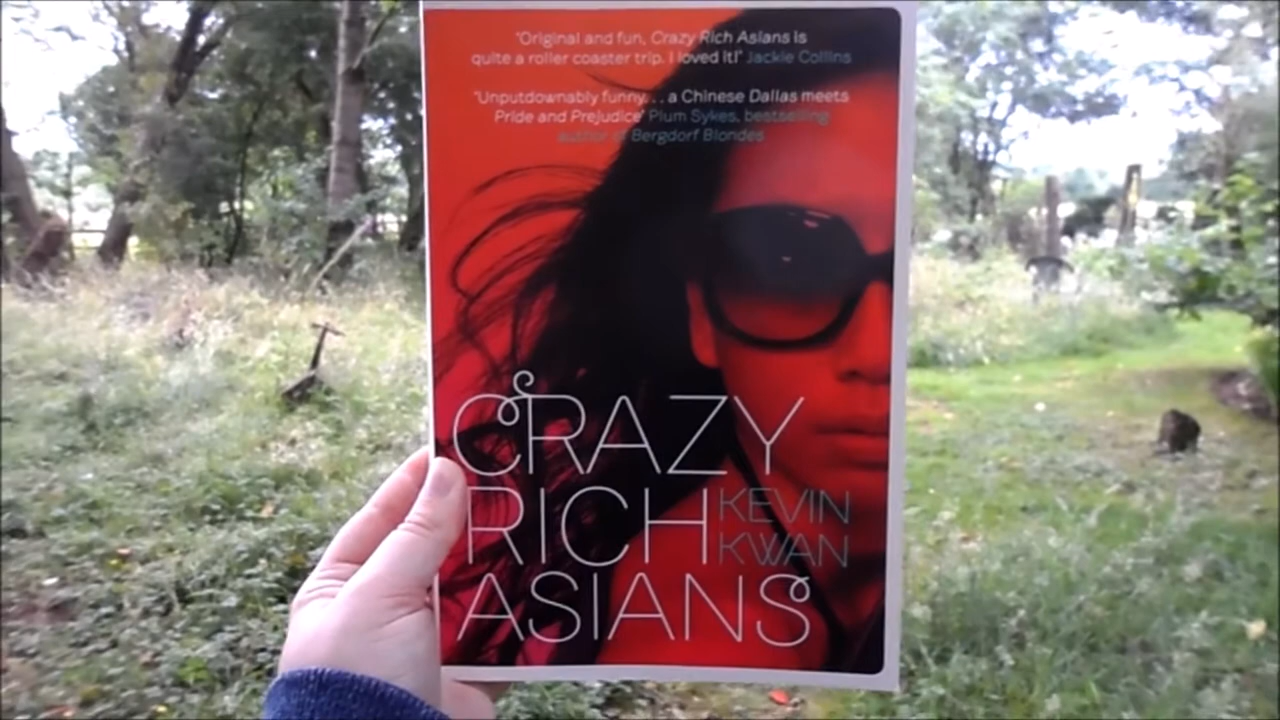 "Original and fun, Crazy Rich Asians is
quite a roller coaster trip. I loved it!" Jackie Collins
"Unputdownably funny. . . a Chinese Dallas meets
Pride and Prejudice" Plum Sykes, bestselling
author of Bergdorf Blondes
CRAZY
RICH KEVIN
KWAN
ASIANS